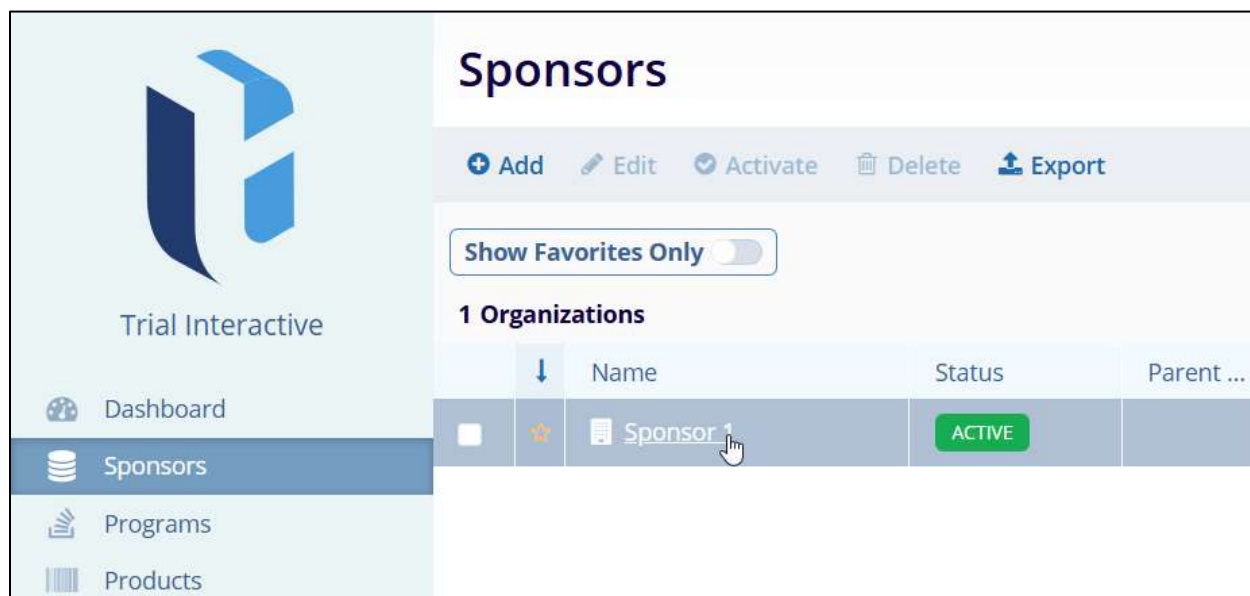 Sponsors
Add Edit Activate Delete Export
Show Favorites Only
1 Organizations
Name Status Parent ...
Sponsor 1 ACTIVE
Trial Interactive
Dashboard
Sponsors
Programs
Products